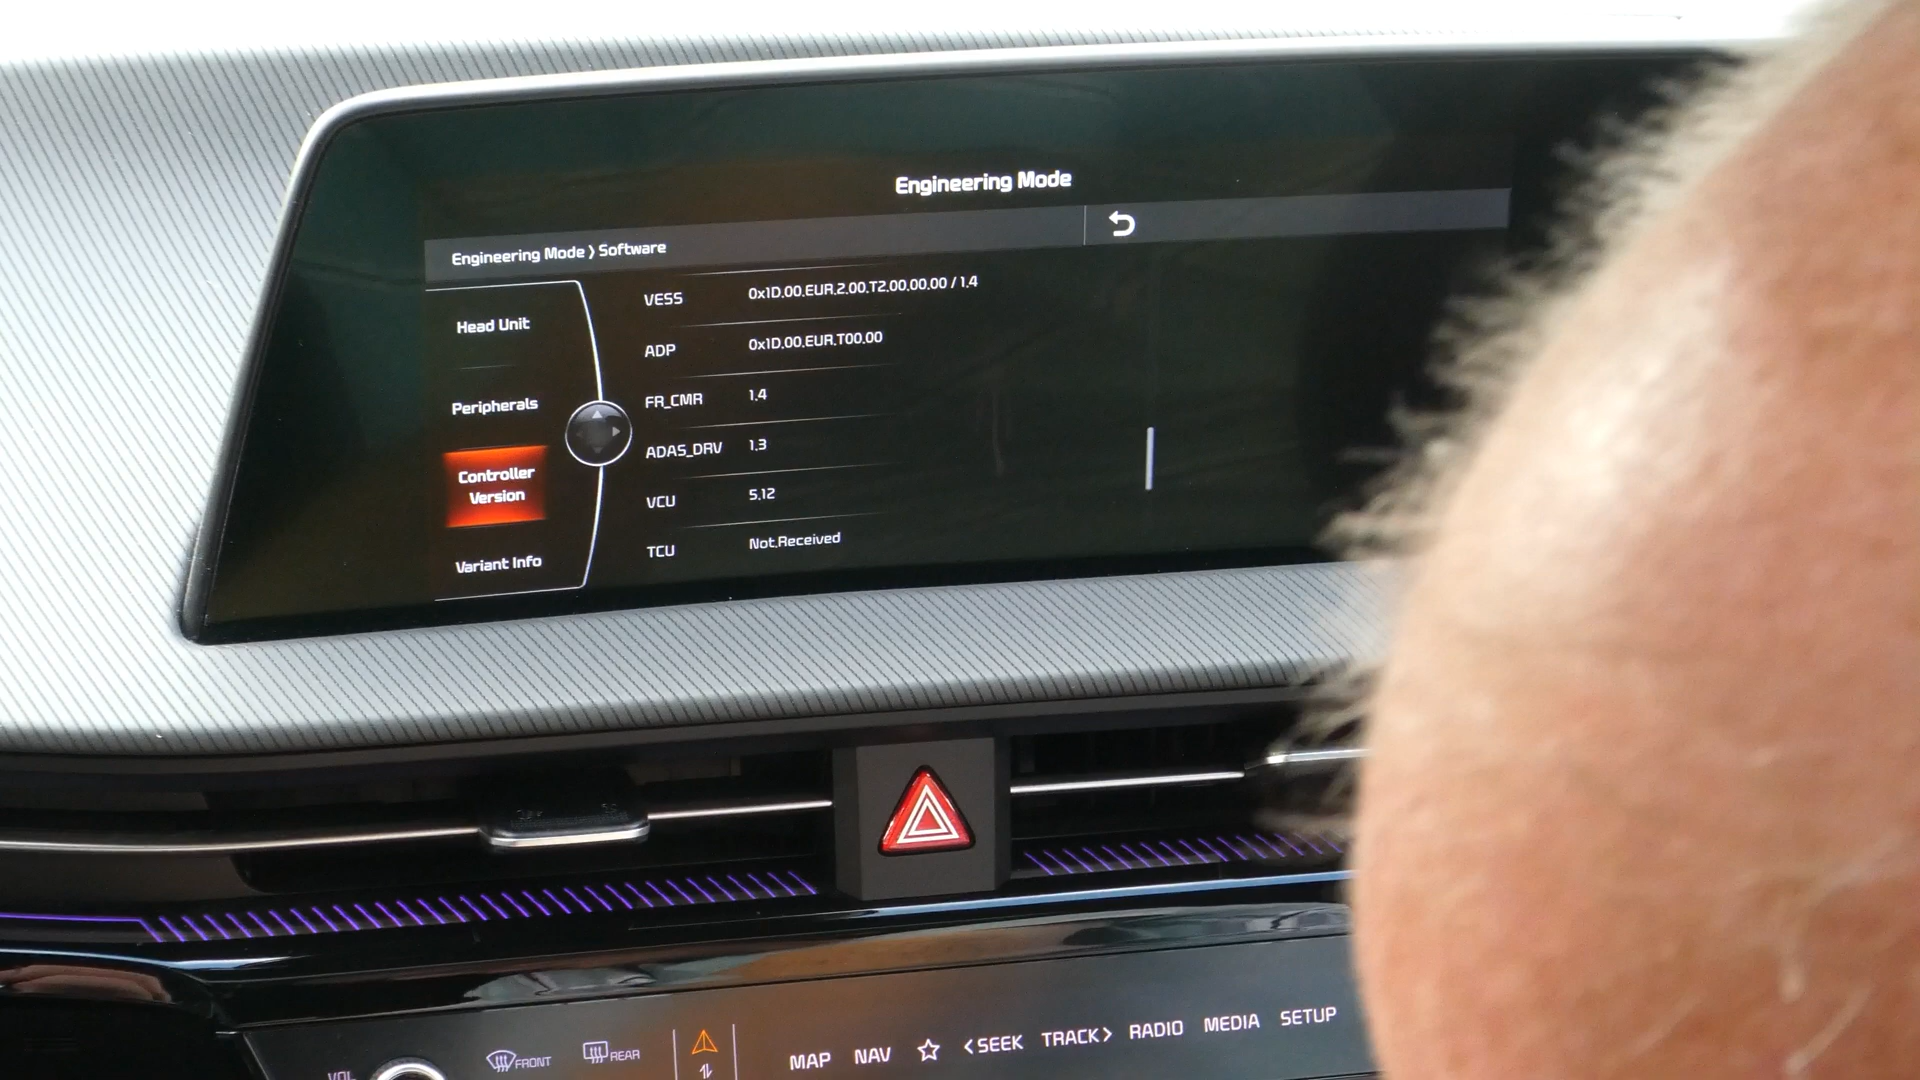 Engineering Mode
Engineering Mode ❭ Software
Head Unit
Peripherals
Controller
Version
Variant Info
VESS 0x1D.00.EUR.2.00.T2.00.00.00 / 1.4
ADP 0x1D.00.EUR.T00.00
FR_CMR 1.4
ADAS_DRV 1.3
VCU 5.12
TCU Not.Received
VOL
FRONT
REAR
MAP NAV <SEEK TRACK> RADIO MEDIA SETUP